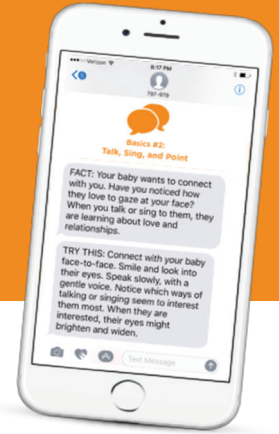 Verizon
8:17 PM
797-979
Basics #2:
Talk, Sing, and Point
FACT: Your baby wants to connect
with you. Have you noticed how
they love to gaze at your face?
When you talk or sing to them, they
are learning about love and
relationships.
TRY THIS: Connect with your baby
face-to-face. Smile and look into
their eyes. Speak slowly, with a
gentle voice. Notice which ways of
talking or singing seem to interest
them most. When they are
interested, their eyes might
brighten and widen.
Text Message